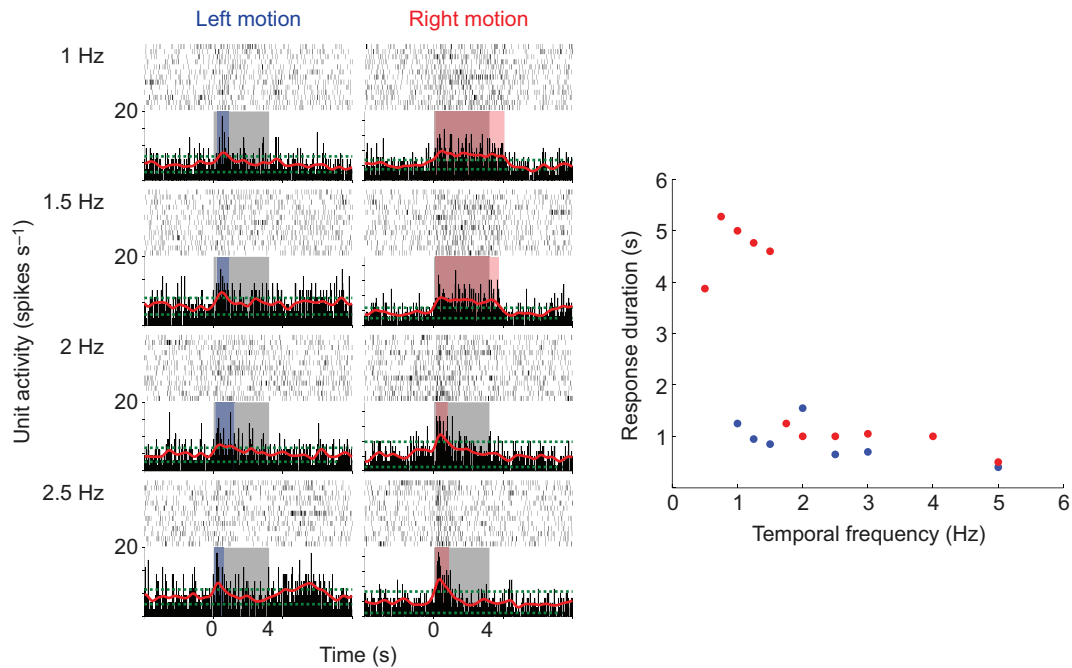 Left motion
Right motion
1 Hz
20
1.5 Hz
20
2 Hz
20
2.5 Hz
20
0
4
0
4
Time (s)
Unit activity (spikes s⁻¹)
6
5
4
3
2
1
0
1
2
3
4
5
6
Response duration (s)
Temporal frequency (Hz)